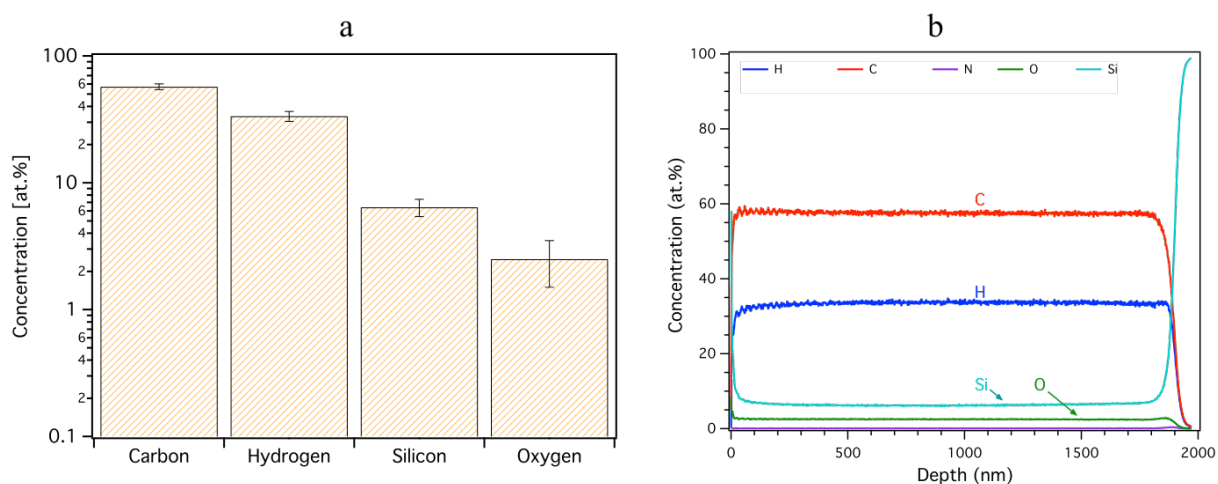 a
100
6
4
2
10
6
4
2
1
6
4
2
0.1
Concentration [at.%]
Carbon Hydrogen Silicon Oxygen
b
100
80
60
40
20
0
Concentration (at.%)
H C N O Si
C
H
Si
O
0 500 1000 1500 2000
Depth (nm)